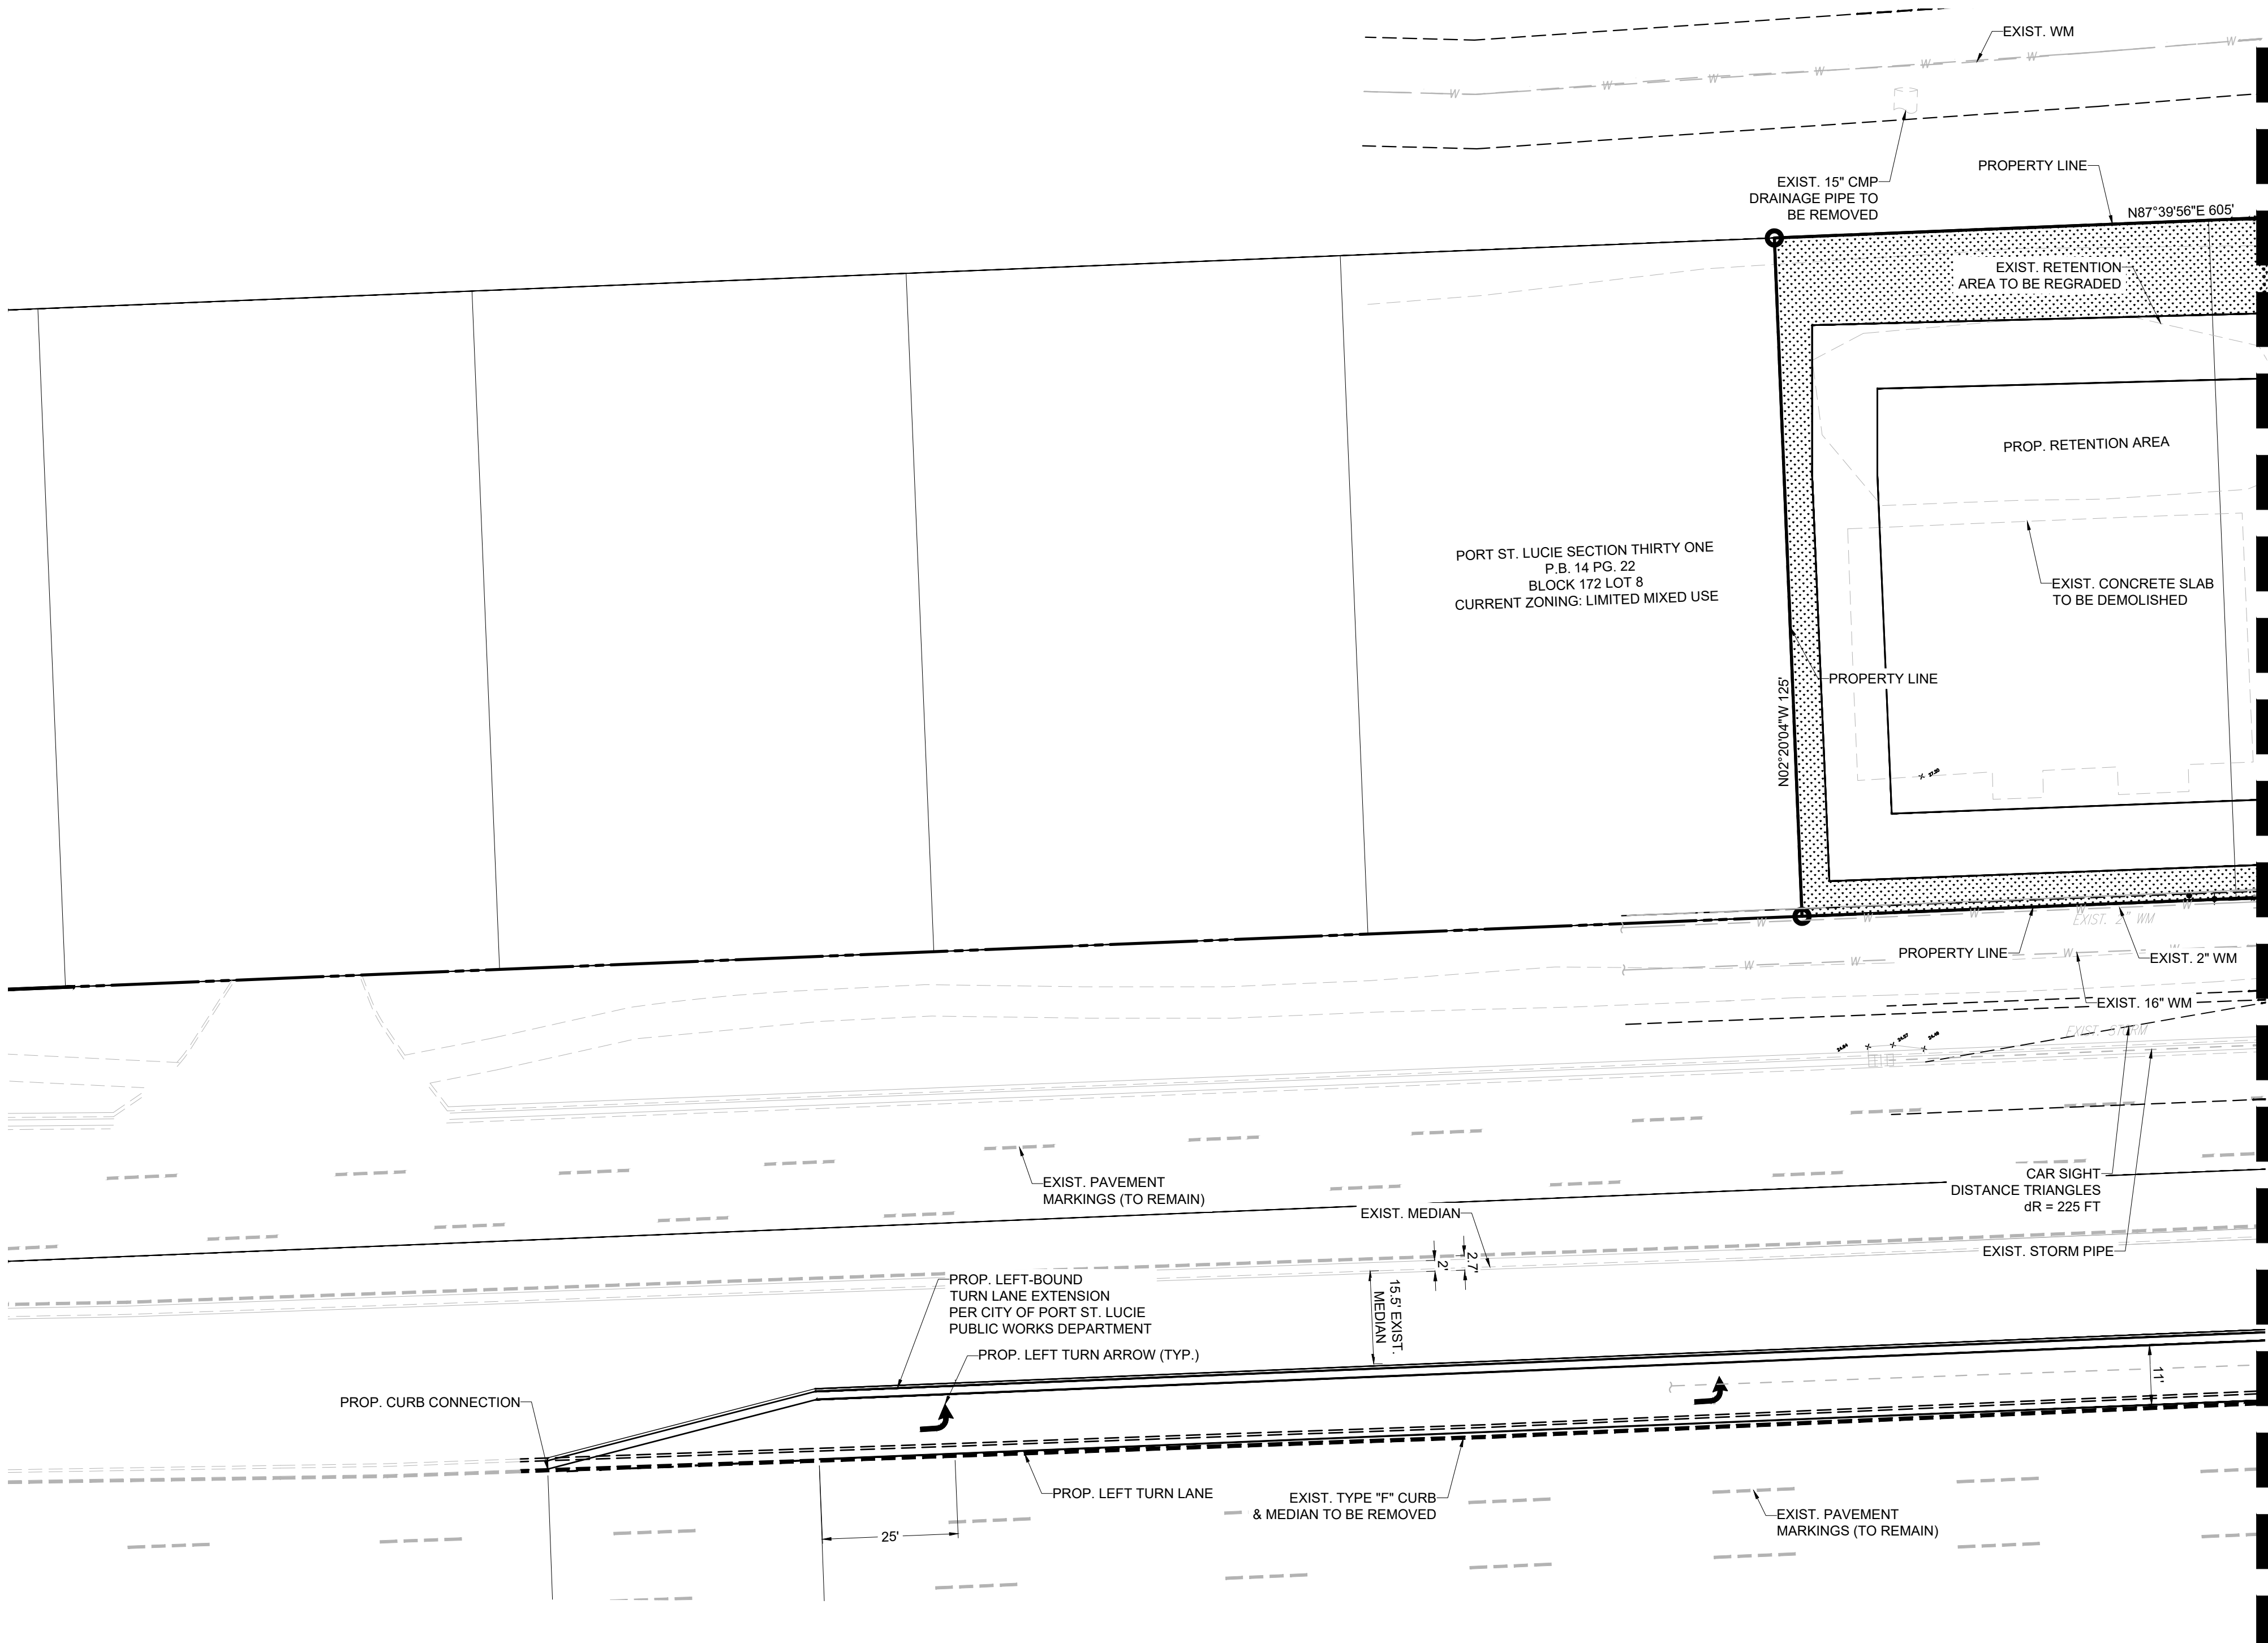 EXIST. WM
EXIST. 15" CMP
DRAINAGE PIPE TO
BE REMOVED
PROPERTY LINE
N87°39'56"E 605'
EXIST. RETENTION
AREA TO BE REGRADED
PROP. RETENTION AREA
PORT ST. LUCIE SECTION THIRTY ONE
P.B. 14 PG. 22
BLOCK 172 LOT 8
CURRENT ZONING: LIMITED MIXED USE
EXIST. CONCRETE SLAB
TO BE DEMOLISHED
PROPERTY LINE
N02°20'04"W 125'
EXIST. 2" WM
PROPERTY LINE
EXIST. 2" WM
EXIST. 16" WM
EXIST. STORM
EXIST. PAVEMENT
MARKINGS (TO REMAIN)
CAR SIGHT
DISTANCE TRIANGLES
dR = 225 FT
EXIST. MEDIAN
EXIST. STORM PIPE
2'
2.7'
15.5' EXIST.
MEDIAN
PROP. LEFT-BOUND
TURN LANE EXTENSION
PER CITY OF PORT ST. LUCIE
PUBLIC WORKS DEPARTMENT
PROP. LEFT TURN ARROW (TYP.)
11'
PROP. CURB CONNECTION
PROP. LEFT TURN LANE
EXIST. TYPE "F" CURB
& MEDIAN TO BE REMOVED
EXIST. PAVEMENT
MARKINGS (TO REMAIN)
25'